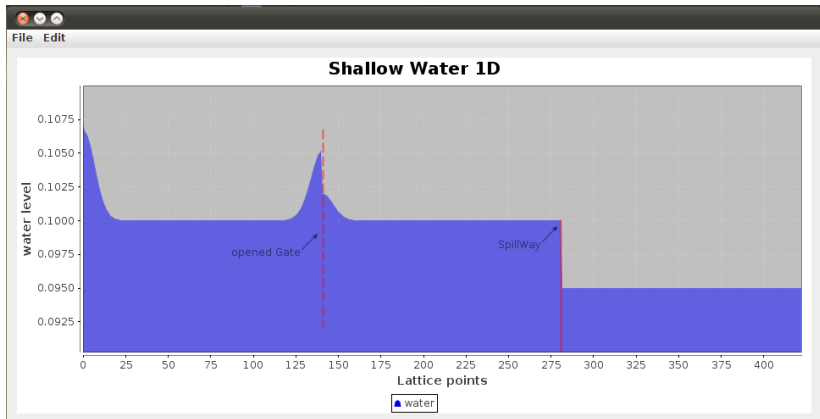 File Edit
Shallow Water 1D
water level
0.1075
0.1050
0.1025
0.1000
0.0975
0.0950
0.0925
opened Gate
SpillWay
0 25 50 75 100 125 150 175 200 225 250 275 300 325 350 375 400
Lattice points
water